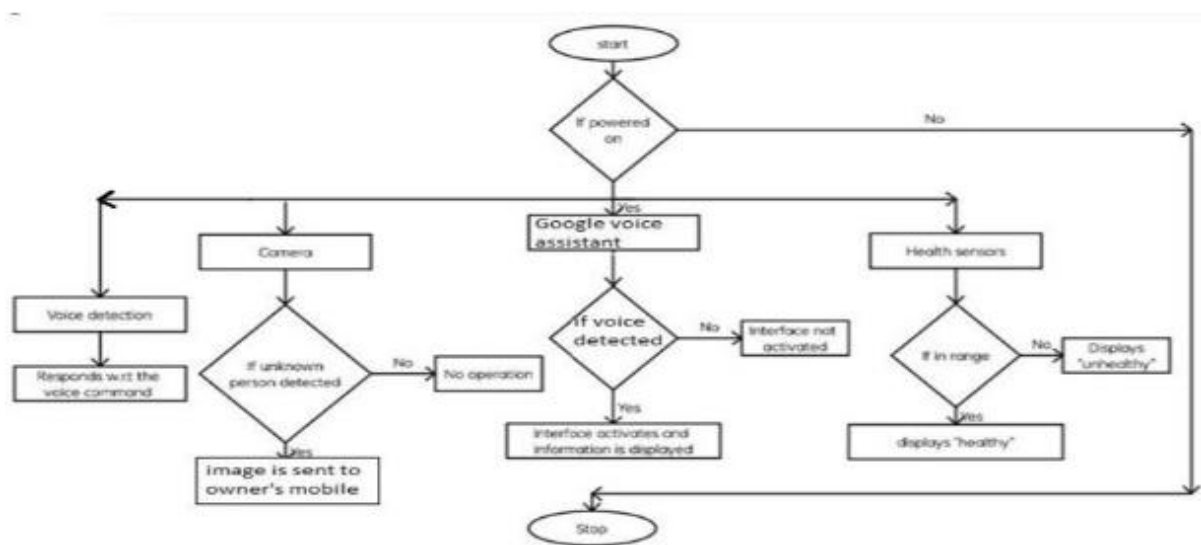 start
If powered
on
No
Yes
Google voice
assistant
Camera
Health sensors
Voice detection
If voice
detected
No
Interface not
activated
If unknown
person detected
No
No operation
If in range
No
Displays
"unhealthy"
Responds w.r.t the
voice command
Yes
Interface activates and
information is displayed
Yes
displays "healthy"
Yes
image is sent to
owner's mobile
Stop